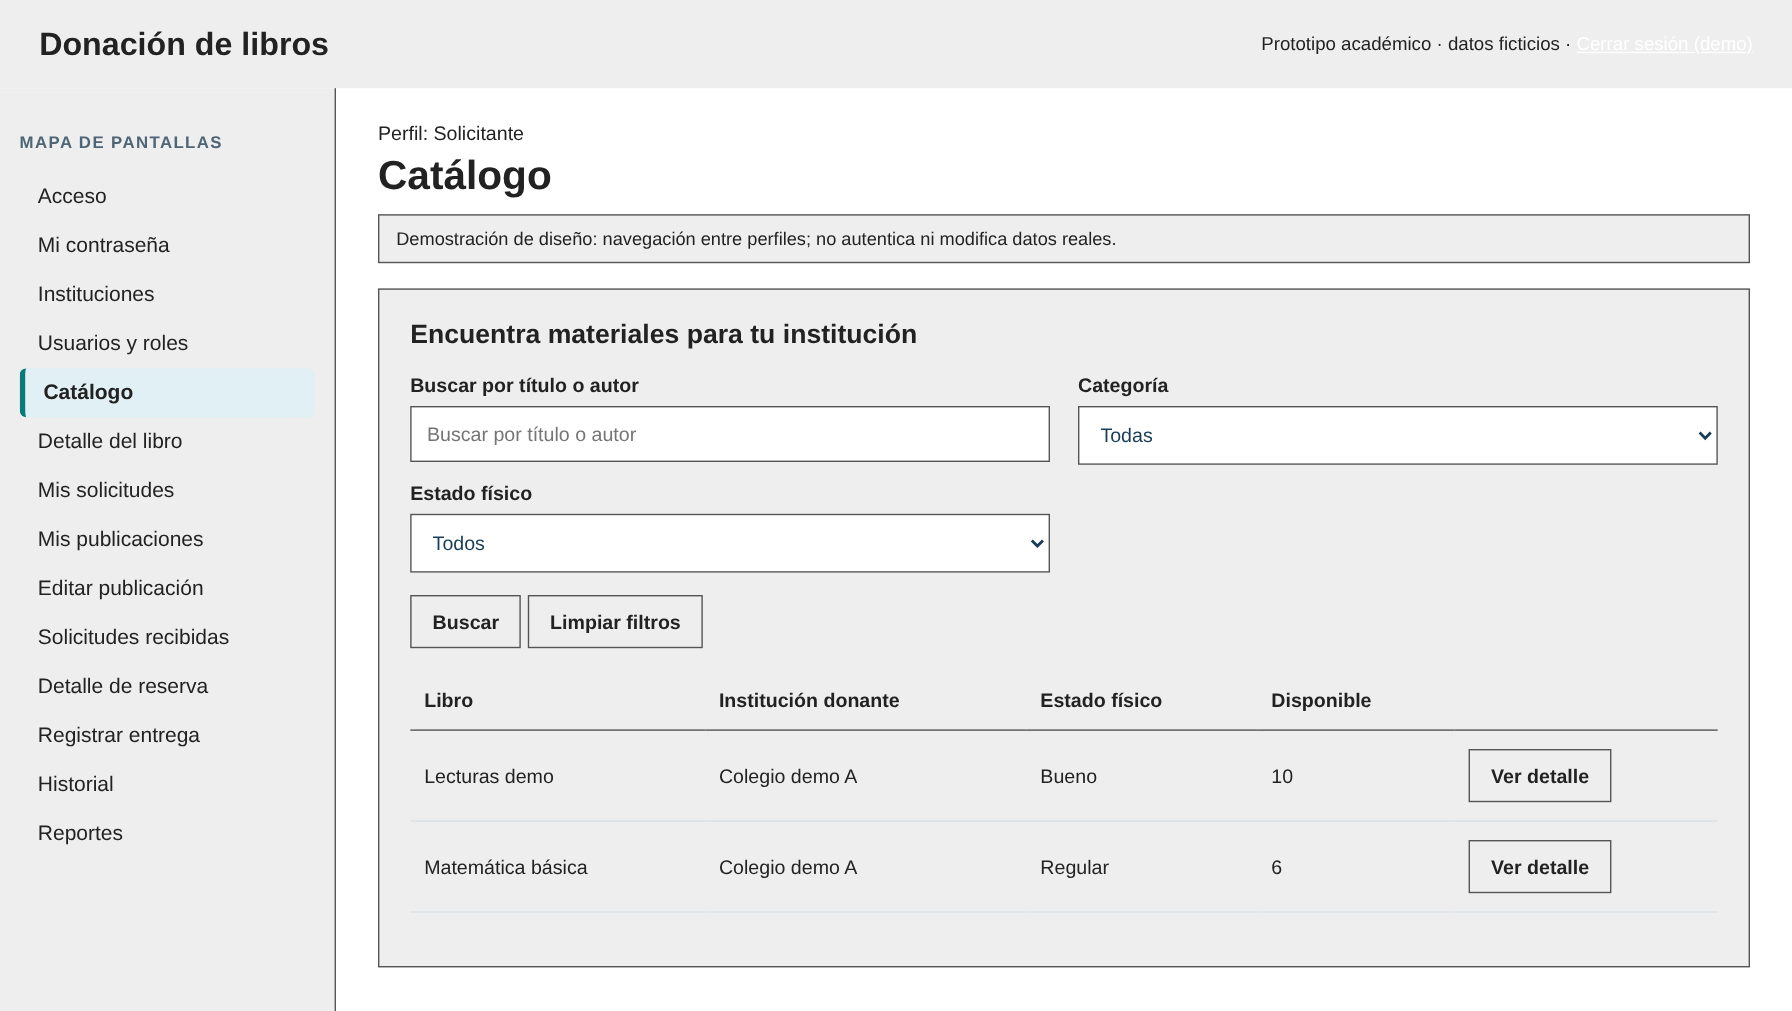 Donación de libros
Prototipo académico · datos ficticios · Cerrar sesión (demo)
MAPA DE PANTALLAS
Acceso
Mi contraseña
Instituciones
Usuarios y roles
Catálogo
Detalle del libro
Mis solicitudes
Mis publicaciones
Editar publicación
Solicitudes recibidas
Detalle de reserva
Registrar entrega
Historial
Reportes
Perfil: Solicitante
Catálogo
Demostración de diseño: navegación entre perfiles; no autentica ni modifica datos reales.
Encuentra materiales para tu institución
Buscar por título o autor
Buscar por título o autor
Categoría
Todas
Estado físico
Todos
Buscar Limpiar filtros
Libro Institución donante Estado físico Disponible
Lecturas demo Colegio demo A Bueno 10 Ver detalle
Matemática básica Colegio demo A Regular 6 Ver detalle